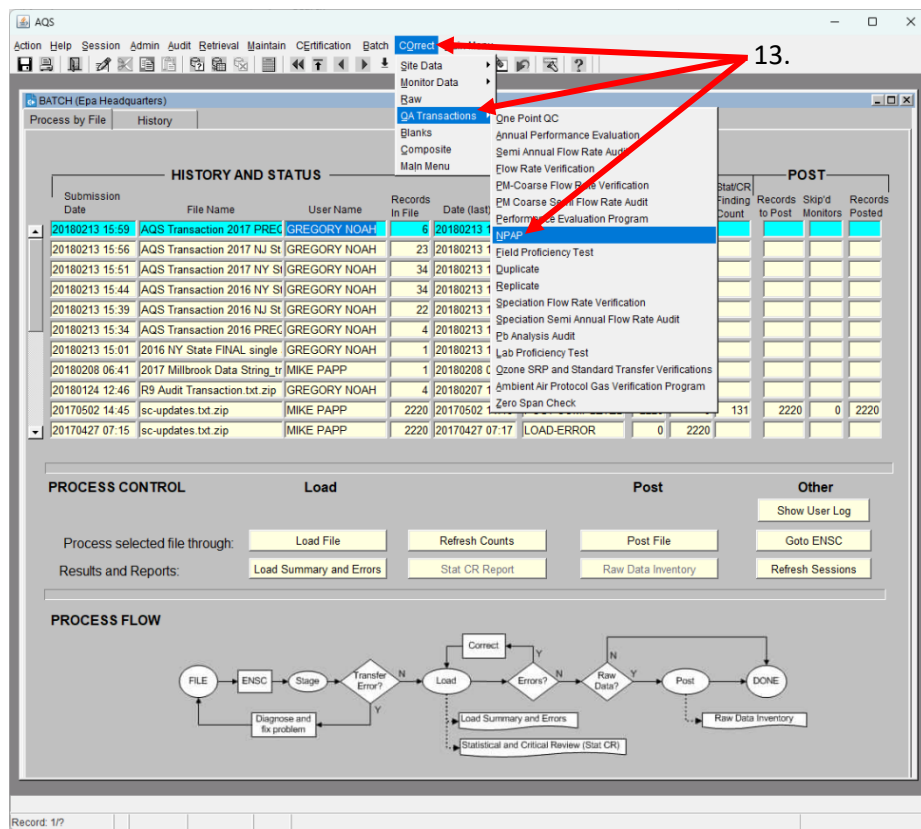 AQS
Action Help Session Admin Audit Retrieval Maintain CErtification Batch COrrect Menu
13.
Site Data
Monitor Data
Raw
QA Transactions
Blanks
Composite
Main Menu
One Point QC
Annual Performance Evaluation
Semi Annual Flow Rate Audit
Flow Rate Verification
PM-Coarse Flow Rate Verification
PM Coarse Semi Flow Rate Audit
Performance Evaluation Program
NPAP
Field Proficiency Test
Duplicate
Replicate
Speciation Flow Rate Verification
Speciation Semi Annual Flow Rate Audit
Pb Analysis Audit
Lab Proficiency Test
Ozone SRP and Standard Transfer Verifications
Ambient Air Protocol Gas Verification Program
Zero Span Check
BATCH (Epa Headquarters)
Process by File History
HISTORY AND STATUS POST
Submission Date File Name User Name Records In File Date (last) Stat/CR Finding Count Records to Post Skip'd Monitors Records Posted
20180213 15:59 AQS Transaction 2017 PREC GREGORY NOAH 6 20180213 1
20180213 15:56 AQS Transaction 2017 NJ St GREGORY NOAH 23 20180213 1
20180213 15:51 AQS Transaction 2017 NY St GREGORY NOAH 34 20180213 1
20180213 15:44 AQS Transaction 2016 NY St GREGORY NOAH 34 20180213 1
20180213 15:39 AQS Transaction 2016 NJ St GREGORY NOAH 22 20180213 1
20180213 15:34 AQS Transaction 2016 PREC GREGORY NOAH 4 20180213 1
20180213 15:01 2016 NY State FINAL single GREGORY NOAH 1 20180213 1
20180208 06:41 2017 Millbrook Data String_tr MIKE PAPP 1 20180208 0
20180124 12:46 R9 Audit Transaction.txt.zip GREGORY NOAH 4 20180207 1
20170502 14:45 sc-updates.txt.zip MIKE PAPP 2220 20170502 131 2220 0 2220
20170427 07:15 sc-updates.txt.zip MIKE PAPP 2220 20170427 07:17 LOAD-ERROR 0 2220
PROCESS CONTROL Load Post Other
Show User Log
Process selected file through: Load File Refresh Counts Post File Goto ENSC
Results and Reports: Load Summary and Errors Stat CR Report Raw Data Inventory Refresh Sessions
PROCESS FLOW
Correct
Y
N
FILE ENSC Stage Transfer Error? N Load Errors? N Raw Data? Y Post DONE
Y
Diagnose and fix problem
Load Summary and Errors
Raw Data Inventory
Statistical and Critical Review (Stat CR)
Record: 1/?